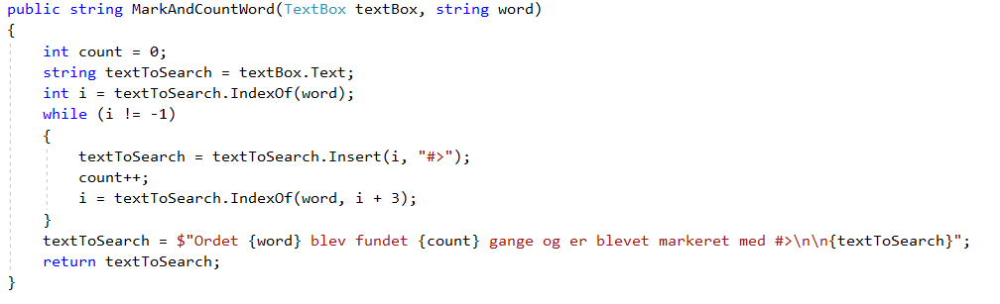 public string MarkAndCountWord(TextBox textBox, string word)
{
    int count = 0;
    string textToSearch = textBox.Text;
    int i = textToSearch.IndexOf(word);
    while (i != -1)
    {
        textToSearch = textToSearch.Insert(i, "#>");
        count++;
        i = textToSearch.IndexOf(word, i + 3);
    }
    textToSearch = $"Ordet {word} blev fundet {count} gange og er blevet markeret med #>\n\n{textToSearch}";
    return textToSearch;
}